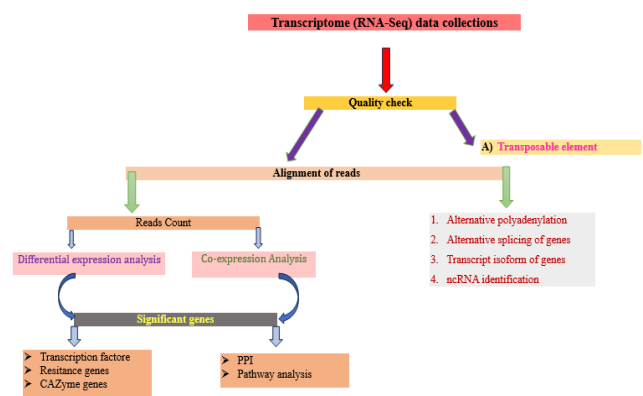 Transcriptome (RNA-Seq) data collections
Quality check
A) Transposable element
Alignment of reads
Reads Count
1. Alternative polyadenylation
2. Alternative splicing of genes
3. Transcript isoform of genes
4. ncRNA identification
Differential expression analysis
Co-expression Analysis
Significant genes
Transcription factore
Resitance genes
CAZyme genes
PPI
Pathway analysis